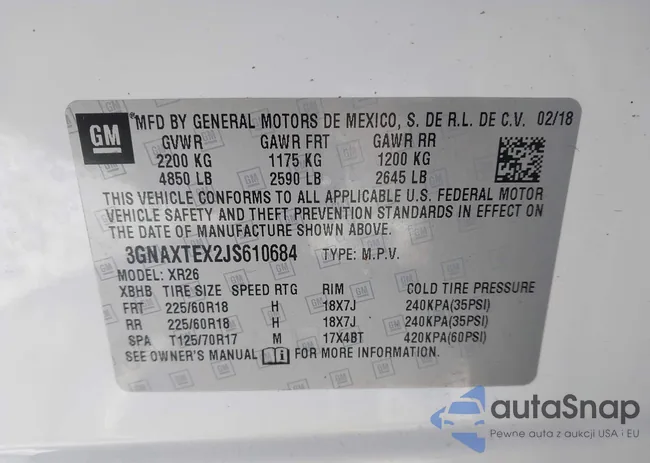 GM MFD BY GENERAL MOTORS DE MEXICO, S. DE R.L. DE C.V. 02/18
GVWR GAWR FRT GAWR RR
2200 KG 1175 KG 1200 KG
4850 LB 2590 LB 2645 LB
THIS VEHICLE CONFORMS TO ALL APPLICABLE U.S. FEDERAL MOTOR
VEHICLE SAFETY AND THEFT PREVENTION STANDARDS IN EFFECT ON
THE DATE OF MANUFACTURE SHOWN ABOVE.
3GNAXTEX2JS610684 TYPE: M.P.V.
MODEL: XR26
XBHB TIRE SIZE SPEED RTG RIM COLD TIRE PRESSURE
FRT 225/60R18 H 18X7J 240KPA(35PSI)
RR 225/60R18 H 18X7J 240KPA(35PSI)
SPA T125/70R17 M 17X4BT 420KPA(60PSI)
SEE OWNER'S MANUAL FOR MORE INFORMATION
autaSnap
Pewne auta z aukcji USA i EU